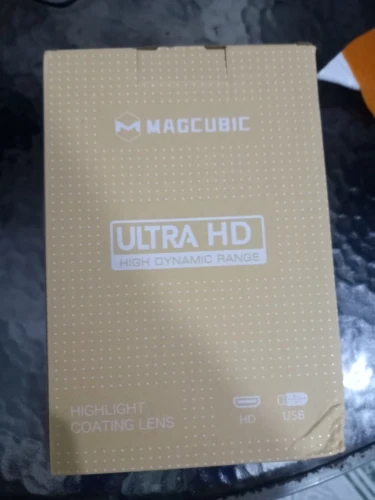 MAGCUBIC
ULTRA HD
HIGH DYNAMIC RANGE
HIGHLIGHT
COATING LENS
HD
USB